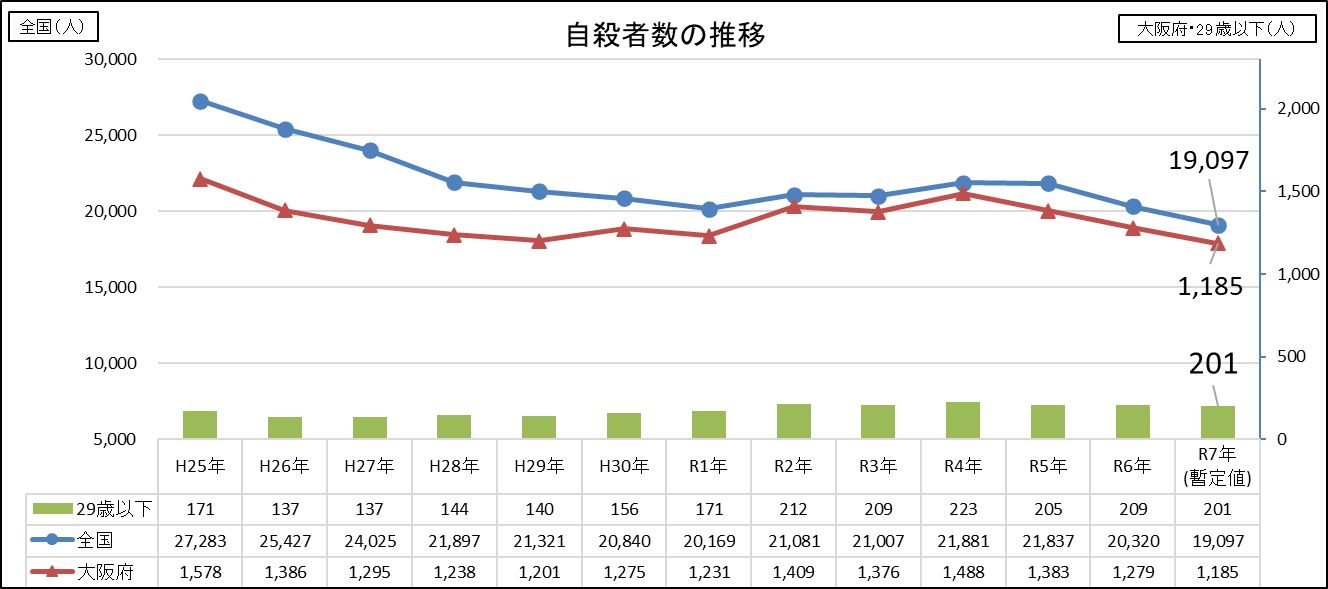 全国(人)
自殺者数の推移
大阪府・29歳以下(人)
30,000
25,000
20,000
15,000
10,000
5,000
2,000
1,500
1,000
500
0
19,097
1,185
201
H25年 H26年 H27年 H28年 H29年 H30年 R1年 R2年 R3年 R4年 R5年 R6年 R7年
(暫定値)
29歳以下 171 137 137 144 140 156 171 212 209 223 205 209 201
全国 27,283 25,427 24,025 21,897 21,321 20,840 20,169 21,081 21,007 21,881 21,837 20,320 19,097
大阪府 1,578 1,386 1,295 1,238 1,201 1,275 1,231 1,409 1,376 1,488 1,383 1,279 1,185